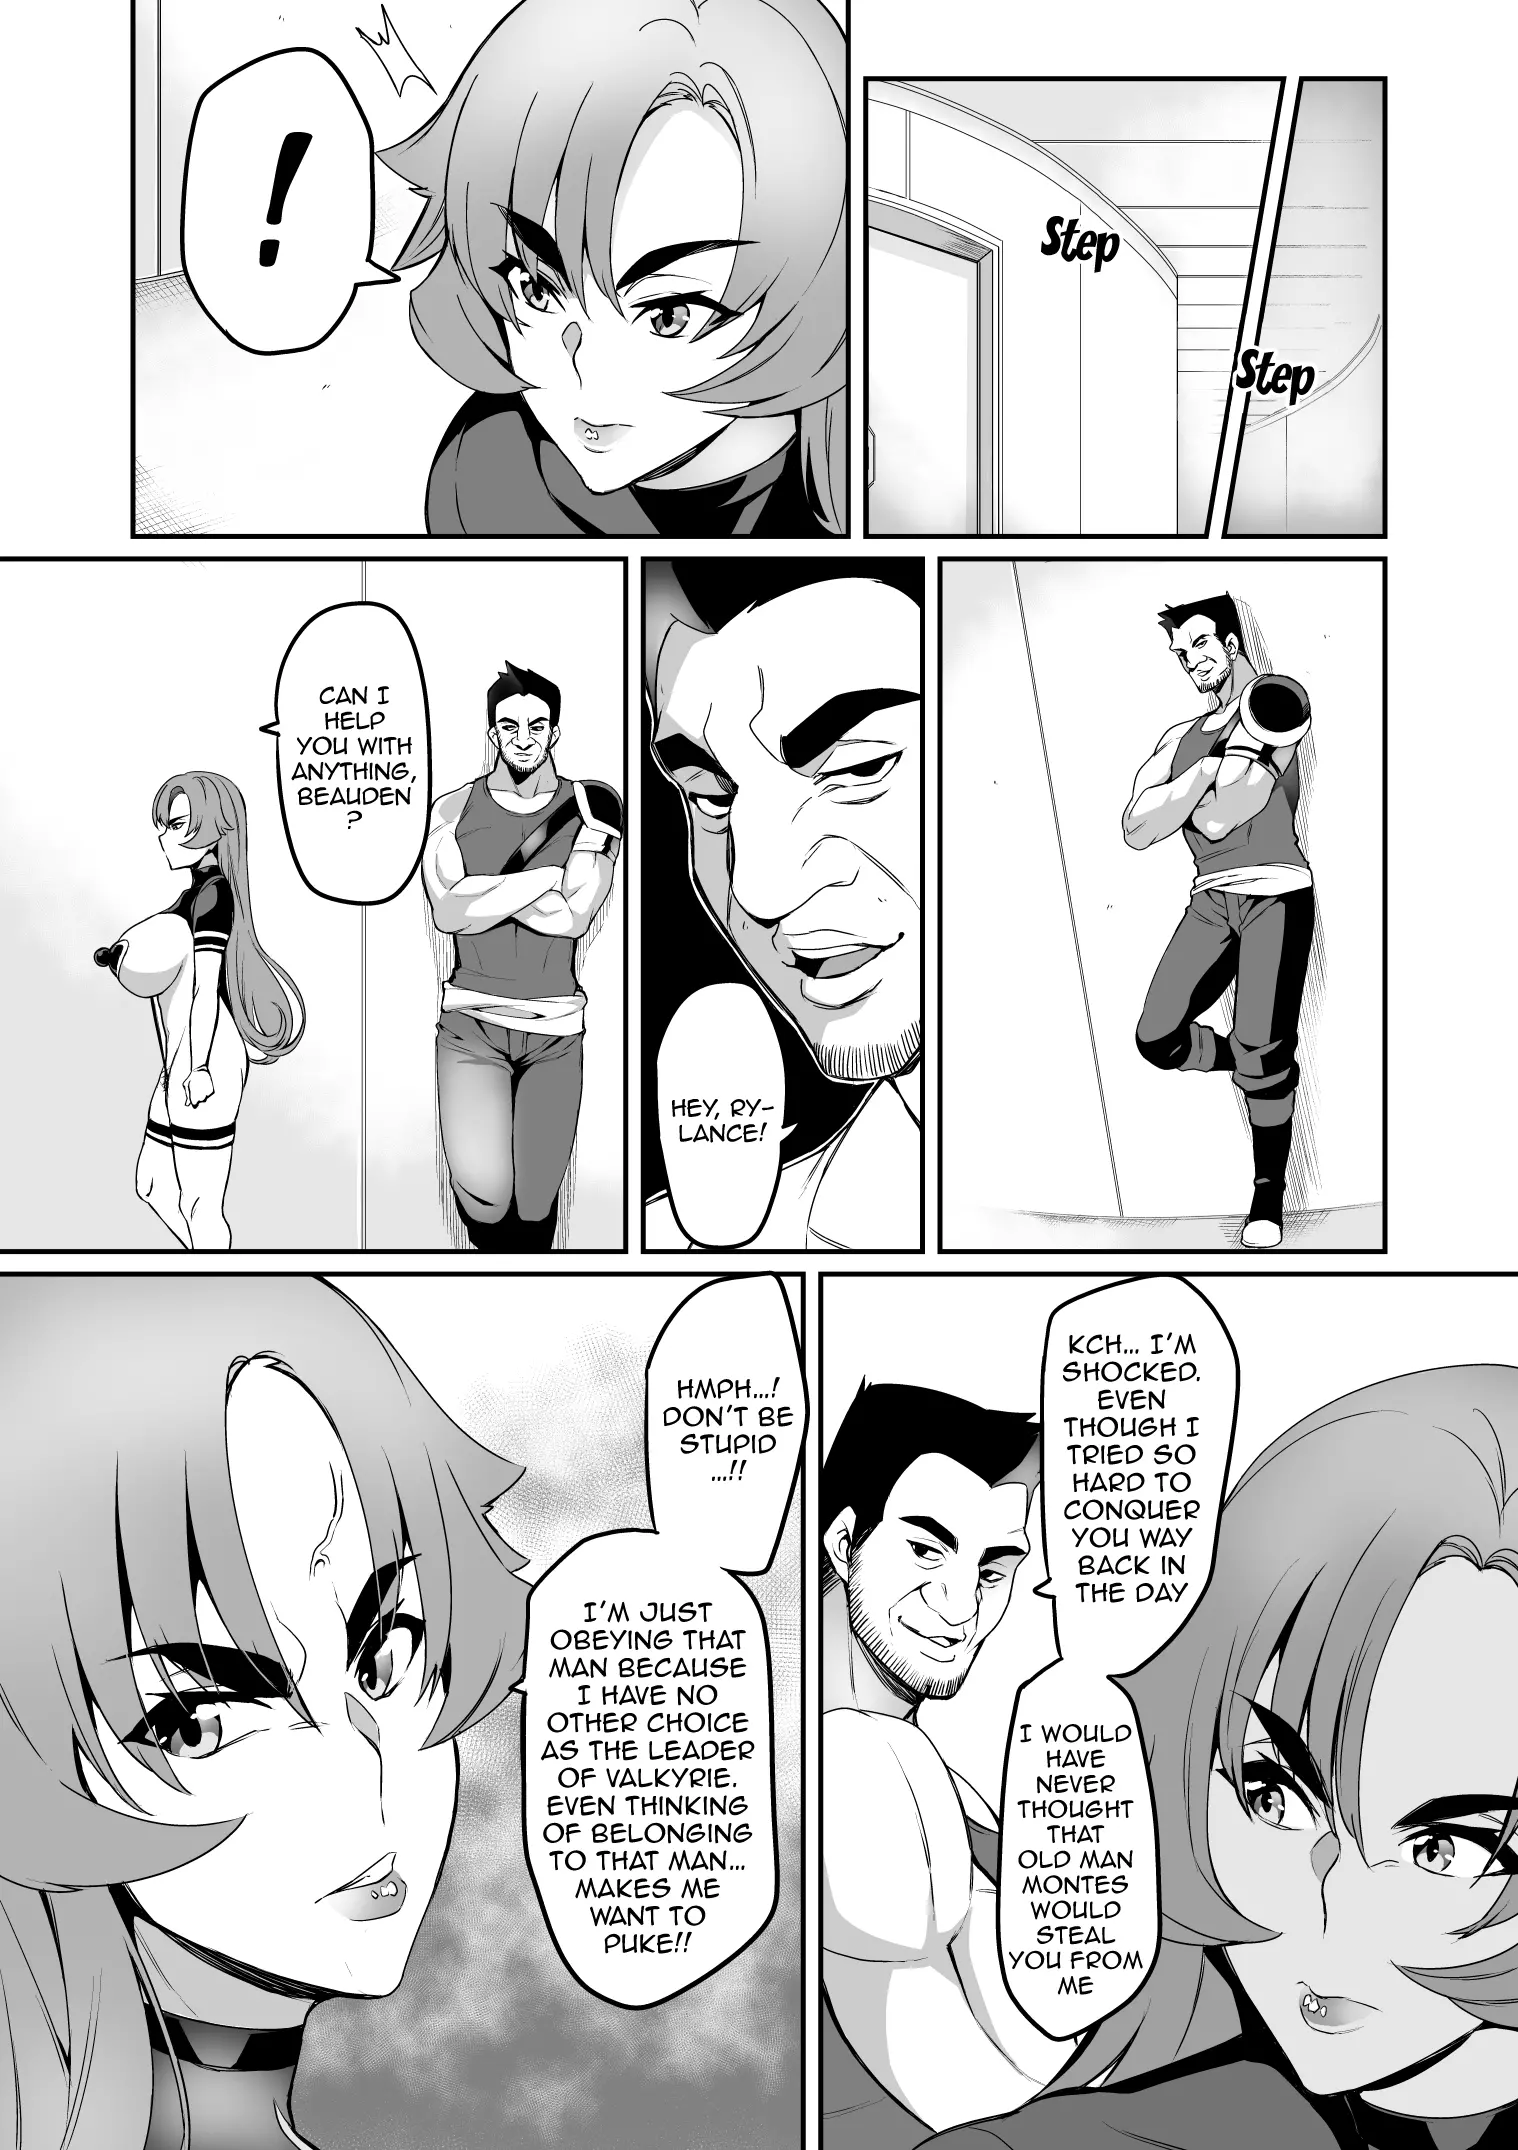 Step
Step
!
HEY, RY-
LANCE!
CAN I
HELP
YOU WITH
ANYTHING,
BEAUDEN
?
KCH... I'M
SHOCKED.
EVEN
THOUGH I
TRIED SO
HARD TO
CONQUER
YOU WAY
BACK IN
THE DAY
I WOULD
HAVE
NEVER
THOUGHT
THAT
OLD MAN
MONTES
WOULD
STEAL
YOU FROM
ME
HMPH...!
DON'T BE
STUPID
...!!
I'M JUST
OBEYING THAT
MAN BECAUSE
I HAVE NO
OTHER CHOICE
AS THE LEADER
OF VALKYRIE.
EVEN THINKING
OF BELONGING
TO THAT MAN...
MAKES ME
WANT TO
PUKE!!